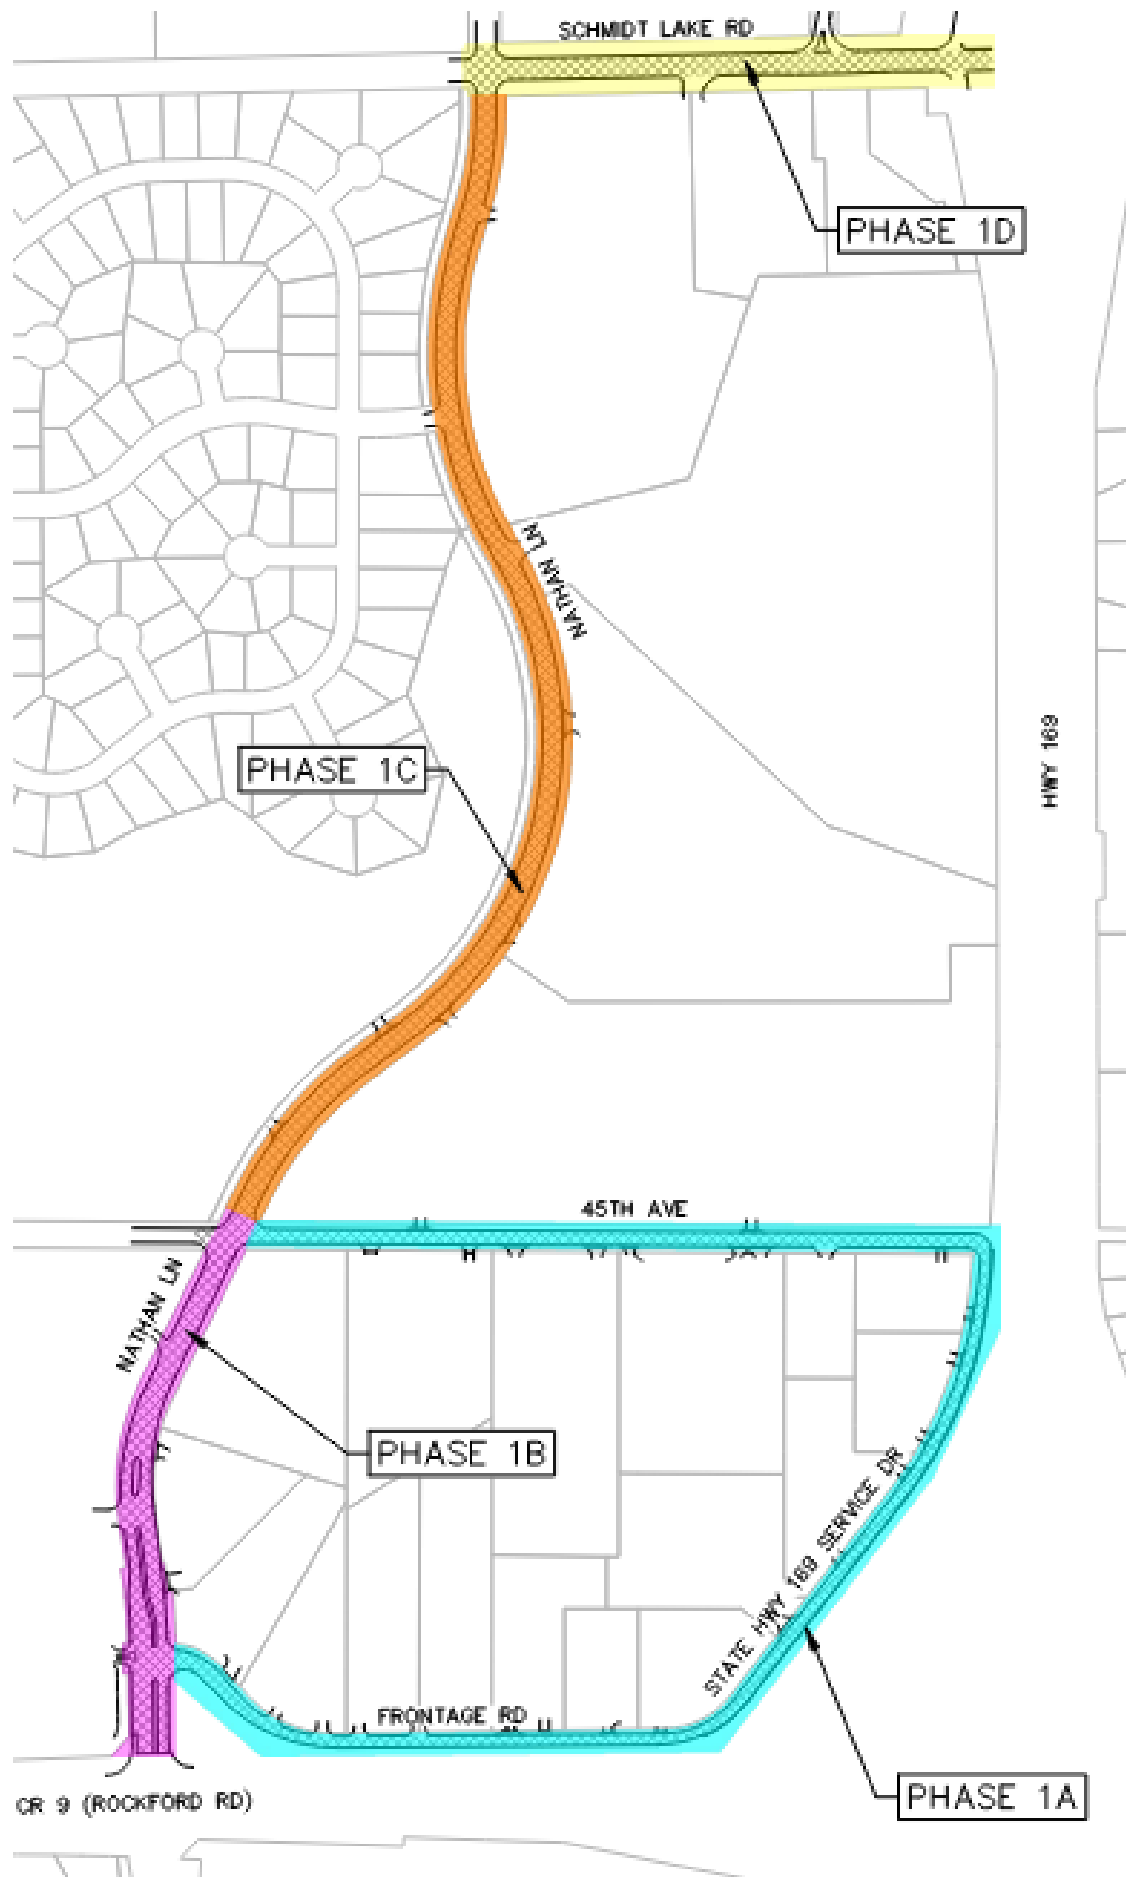 SCHMIDT LAKE RD
PHASE 1D
NATHAN LN
HWY 169
PHASE 1C
45TH AVE
NATHAN LN
PHASE 1B
STATE HWY 169 SERVICE DR
FRONTAGE RD
PHASE 1A
CR 9 (ROCKFORD RD)